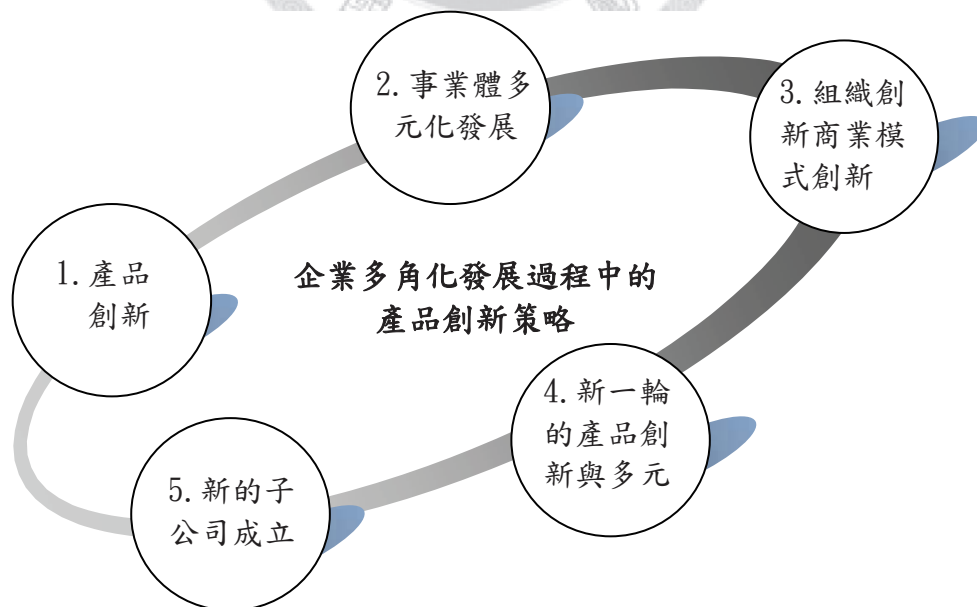 1.產品
創新
2.事業體多
元化發展
3.組織創
新商業模
式創新
企業多角化發展過程中的
產品創新策略
4.新一輪
的產品創
新與多元
5.新的子
公司成立